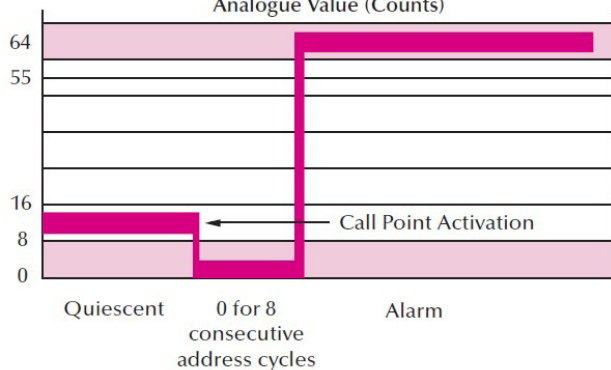 Analogue Value (Counts)
64
55
16
Call Point Activation
8
0
Quiescent
0 for 8
consecutive
address cycles
Alarm